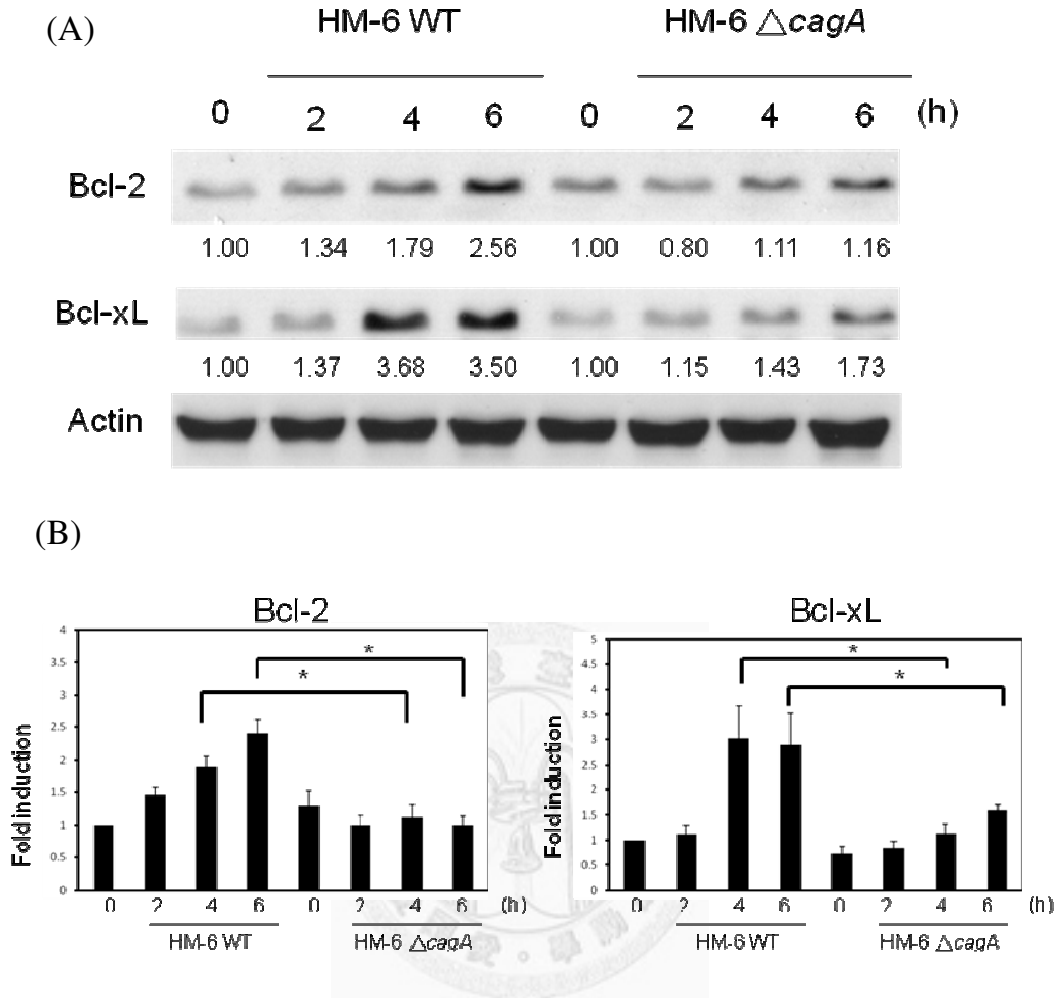 (A)
HM-6 WT HM-6 △cagA
0 2 4 6 0 2 4 6 (h)
Bcl-2
1.00 1.34 1.79 2.56 1.00 0.80 1.11 1.16
Bcl-xL
1.00 1.37 3.68 3.50 1.00 1.15 1.43 1.73
Actin
(B)
Bcl-2
Fold induction
4
3.5
3
2.5
2
1.5
1
0.5
0
* *
0 2 4 6 0 2 4 6 (h)
HM-6 WT HM-6 △cagA
Bcl-xL
Fold induction
5
4.5
4
3.5
3
2.5
2
1.5
1
0.5
0
* *
0 2 4 6 0 2 4 6 (h)
HM-6 WT HM-6 △cagA